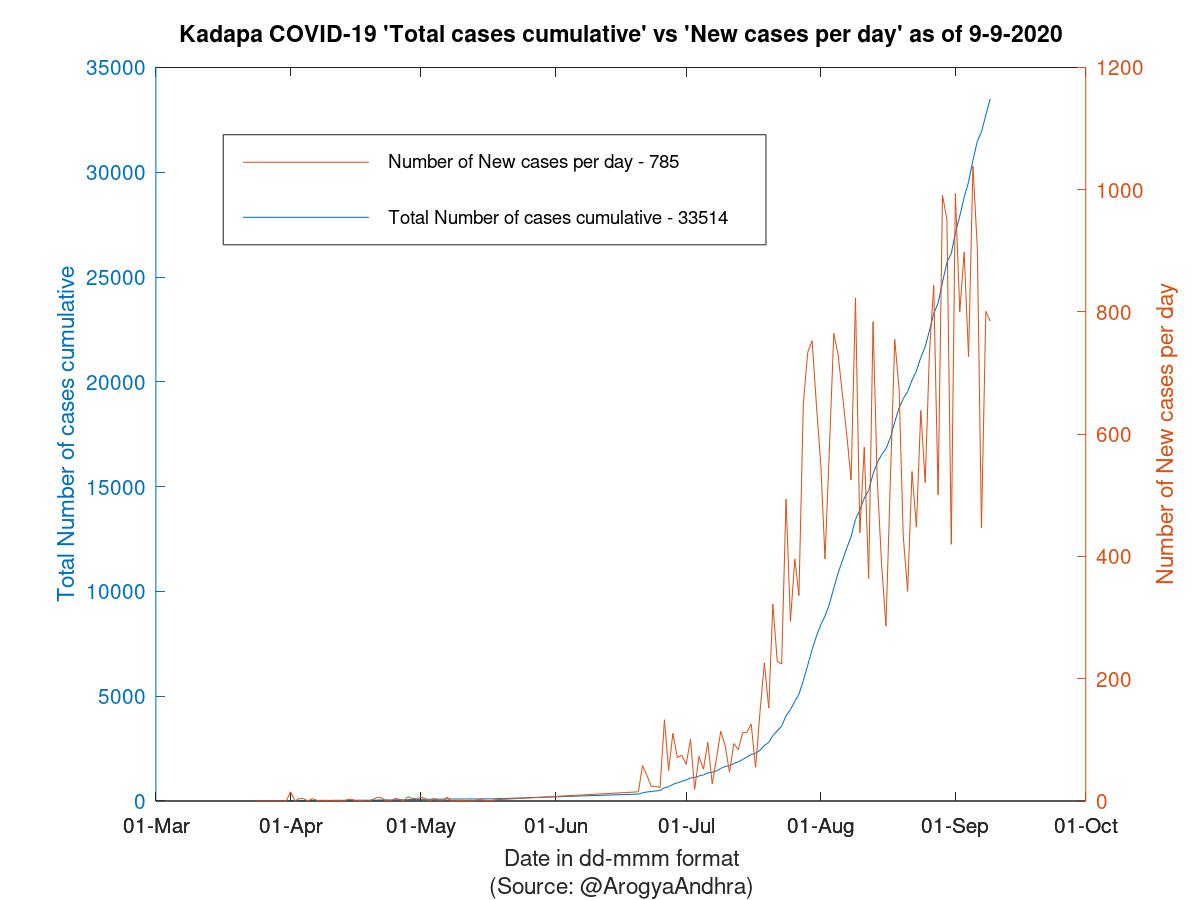 Kadapa COVID-19 'Total cases cumulative' vs 'New cases per day' as of 9-9-2020
35000
30000
25000
20000
15000
10000
5000
0
Total Number of cases cumulative
Number of New cases per day - 785
Total Number of cases cumulative - 33514
1200
1000
800
600
400
200
0
Number of New cases per day
01-Mar 01-Apr 01-May 01-Jun 01-Jul 01-Aug 01-Sep 01-Oct
Date in dd-mmm format
(Source: @ArogyaAndhra)